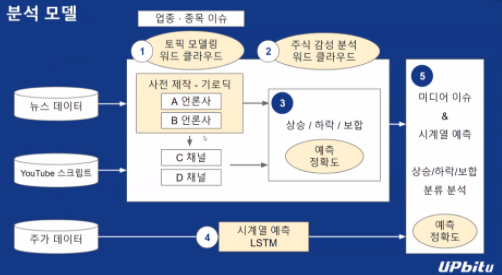 분석 모델
업종 · 종목 이슈
1
토픽 모델링
워드 클라우드
2
주식 감성 분석
워드 클라우드
사전 제작 - 기로딕
A 언론사
B 언론사
C 채널
D 채널
3
상승 / 하락 / 보합
예측
정확도
뉴스 데이터
YouTube 스크립트
주가 데이터
4
시계열 예측
LSTM
5
미디어 이슈
&
시계열 예측
상승/하락/보합
분류 분석
예측
정확도
UPbitu